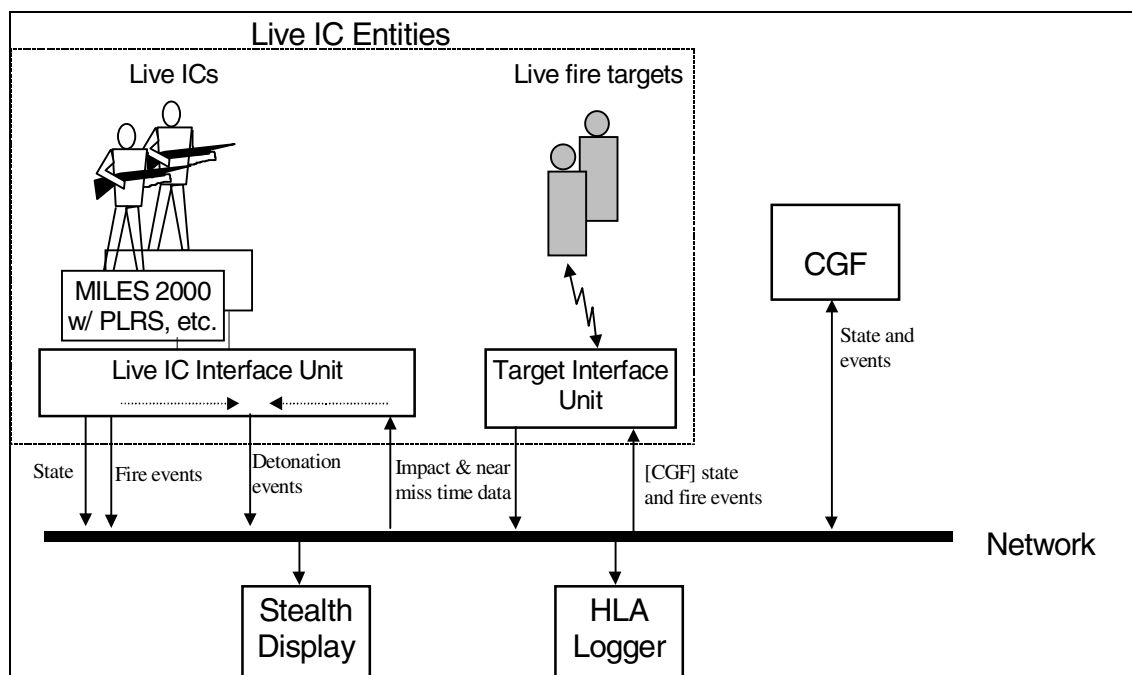 Live IC Entities
Live ICs
Live fire targets
MILES 2000
w/ PLRS, etc.
CGF
Live IC Interface Unit
Target Interface
Unit
State and
events
State
Fire events
Detonation
events
Impact & near
miss time data
[CGF] state
and fire events
Network
Stealth
Display
HLA
Logger